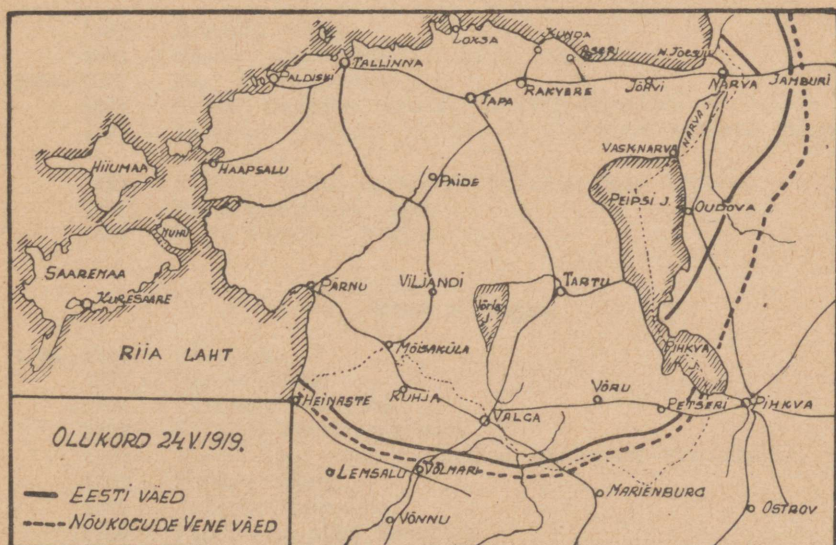 LOKSA
KUNDA
ASERI
N. JÕESU
PALDISKI
TALLINNA
TAPA
RAKVERE
JÕHVI
NARVA
JAMBURI
NARVA J.
VASKNARVA
HIIUMAA
HAAPSALU
PAIDE
PEIPSI J.
OUDOVA
MUHU
SAAREMAA
KURESAARE
PÄRNU
VILJANDI
VÕRTS J.
TARTU
RIIA LAHT
MÕISAKÜLA
PIHKVA J.
HEINASTE
RUHJA
VALGA
VÕRU
PETSERI
PIHKVA
OLUKORD 24.V.1919.
LEMSALU
VOLMARI
MARIENBURG
OSTROV
VÕNNU
EESTI VÄED
NÕUKOGUDE VENE VÄED